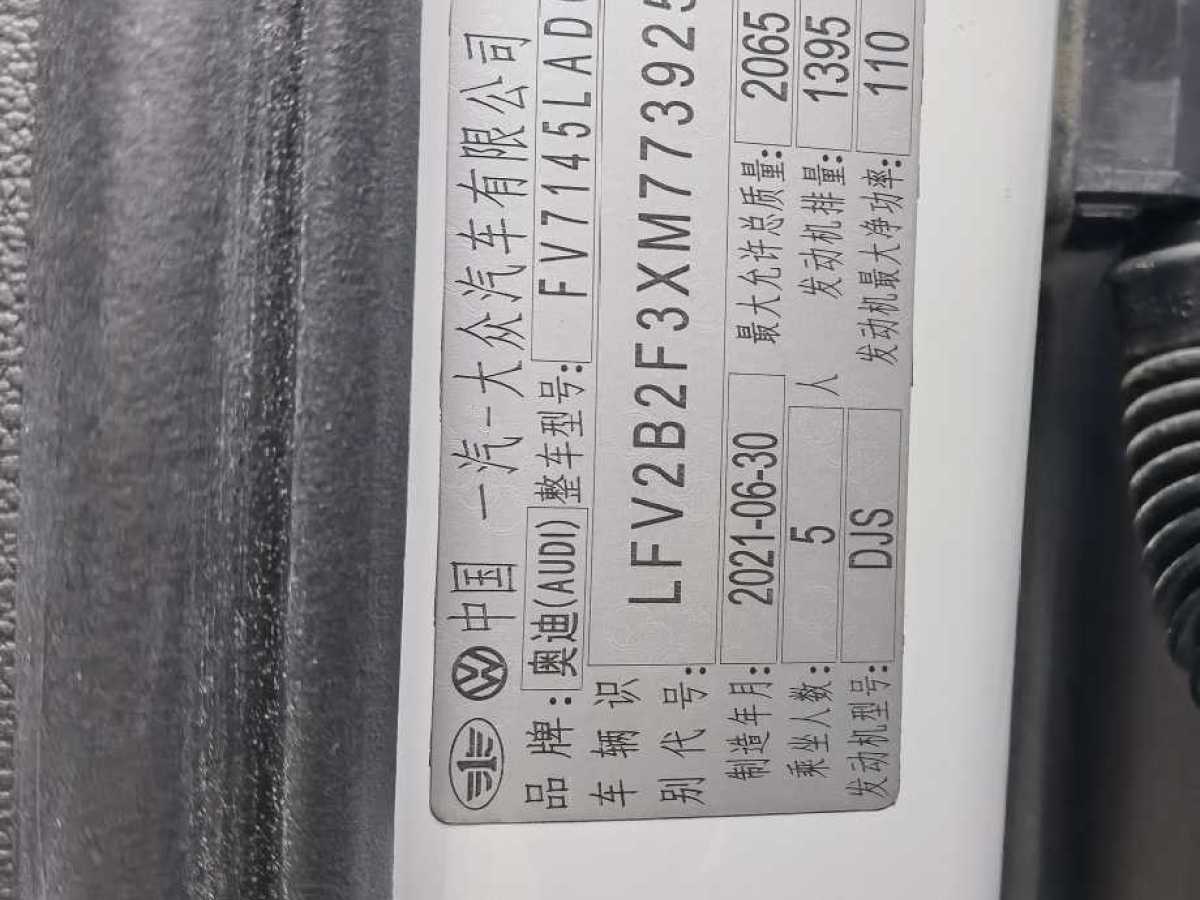 中国 一汽-大众汽车有限公司
品牌: 奥迪(AUDI) 整车型号: FV7145LAD
车辆识别代号: LFV2B2F3XM773925
制造年月: 2021-06-30 最大允许总质量: 2065
乘坐人数: 5 人 发动机排量: 1395
发动机型号: DJS 发动机最大净功率: 110